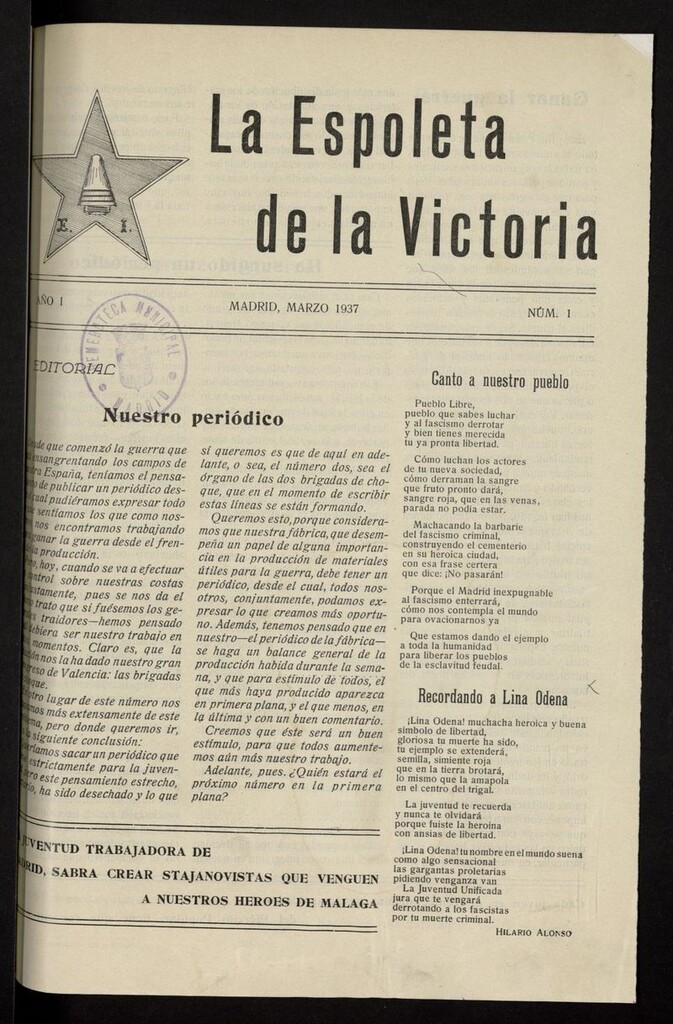 La Espoleta
de la Victoria
E. I.
AÑO I
MADRID, MARZO 1937
NÚM. 1
HEMEROTECA MUNICIPAL
MADRID
EDITORIAL
Nuestro periódico
que comenzó la guerra que
ensangrentando los campos de
España, teníamos el pensa-
de publicar un periódico des-
cual pudiéramos expresar todo
sentíamos los que como nos-
nos encontramos trabajando
ganar la guerra desde el fren-
la producción.
hoy, cuando se va a efectuar
control sobre nuestras costas
pues se nos da el
trato que si fuésemos los ge-
traidores—hemos pensado
debiera ser nuestro trabajo en
momentos. Claro es, que la
nos la ha dado nuestro gran
de Valencia: las brigadas
que.
otro lugar de este número nos
más extensamente de este
pero donde queremos ir,
siguiente conclusión:
sacar un periódico que
estrictamente para la juven-
este pensamiento estrecho,
ha sido desechado y lo que
sí queremos es que de aquí en ade-
lante, o sea, el número dos, sea el
órgano de las dos brigadas de cho-
que, que en el momento de escribir
estas líneas se están formando.
Queremos esto, porque considera-
mos que nuestra fábrica, que desem-
peña un papel de alguna importan-
cia en la producción de materiales
útiles para la guerra, debe tener un
periódico, desde el cual, todos nos-
otros, conjuntamente, podamos ex-
presar lo que creamos más oportu-
no. Además, tenemos pensado que en
nuestro—el periódico de la fábrica—
se haga un balance general de la
producción habida durante la sema-
na, y que para estímulo de todos, el
que más haya producido aparezca
en primera plana, y el que menos, en
la última y con un buen comentario.
Creemos que éste será un buen
estímulo, para que todos aumente-
mos aún más nuestro trabajo.
Adelante, pues. ¿Quién estará el
próximo número en la primera
plana?
JUVENTUD TRABAJADORA DE
MADRID, SABRA CREAR STAJANOVISTAS QUE VENGUEN
A NUESTROS HEROES DE MALAGA
Canto a nuestro pueblo
Pueblo Libre,
pueblo que sabes luchar
y al fascismo derrotar
y bien tienes merecida
tu ya pronta libertad.
Cómo luchan los actores
de tu nueva sociedad,
cómo derraman la sangre
que fruto pronto dará,
sangre roja, que en las venas,
parada no podía estar.
Machacando la barbarie
del fascismo criminal,
construyendo el cementerio
en su heroica ciudad,
con esa frase certera
que dice: ¡No pasarán!
Porque el Madrid inexpugnable
al fascismo enterrará,
cómo nos contempla el mundo
para ovacionarnos ya
Que estamos dando el ejemplo
a toda la humanidad
para liberar los pueblos
de la esclavitud feudal.
Recordando a Lina Odena
¡Lina Odena! muchacha heroica y buena
símbolo de libertad,
gloriosa tu muerte ha sido,
tu ejemplo se extenderá,
semilla, simiente roja
que en la tierra brotará,
lo mismo que la amapola
en el centro del trigal.
La juventud te recuerda
y nunca te olvidará
porque fuiste la heroína
con ansias de libertad.
¡Lina Odena! tu nombre en el mundo suena
como algo sensacional
las gargantas proletarias
pidiendo venganza van
La Juventud Unificada
jura que te vengará
derrotando a los fascistas
por tu muerte criminal.
HILARIO ALONSO